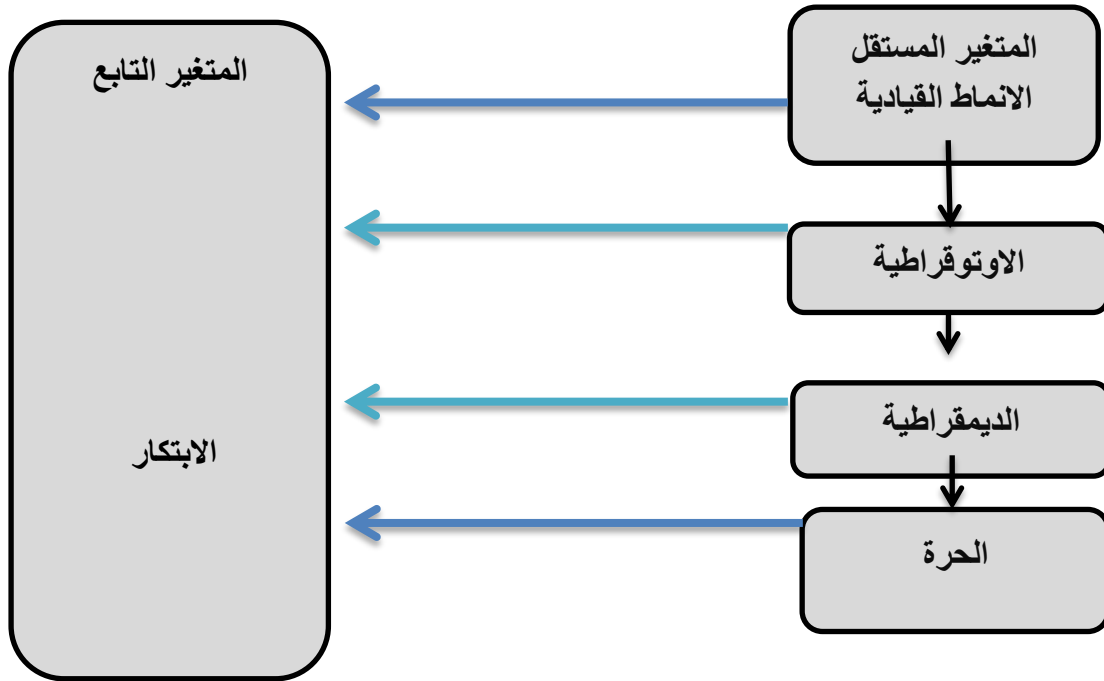 المتغير المستقل
الانماط القيادية
المتغير التابع
الاوتوقراطية
الديمقراطية
الابتكار
الحرة